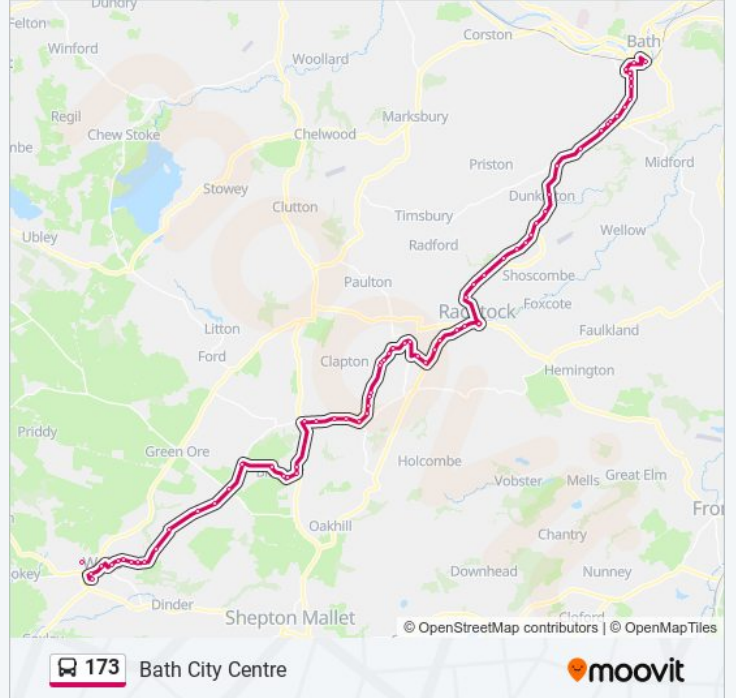 Dundry
Felton
Winford
Corston
Bath
Woollard
Regil
Marksbury
Chew Stoke
Chelwood
Priston
Midford
Stowey
Clutton
Timsbury
Wellow
Ubley
Radford
Shoscombe
Paulton
Foxcote
Litton
Faulkland
Ford
Clapton
Hemington
Priddy
Green Ore
Holcombe
Vobster
Mells
Great Elm
Oakhill
Chantry
Downhead
Nunney
Dinder
Shepton Mallet
© OpenStreetMap contributors | © OpenMapTiles
173 Bath City Centre
moovit